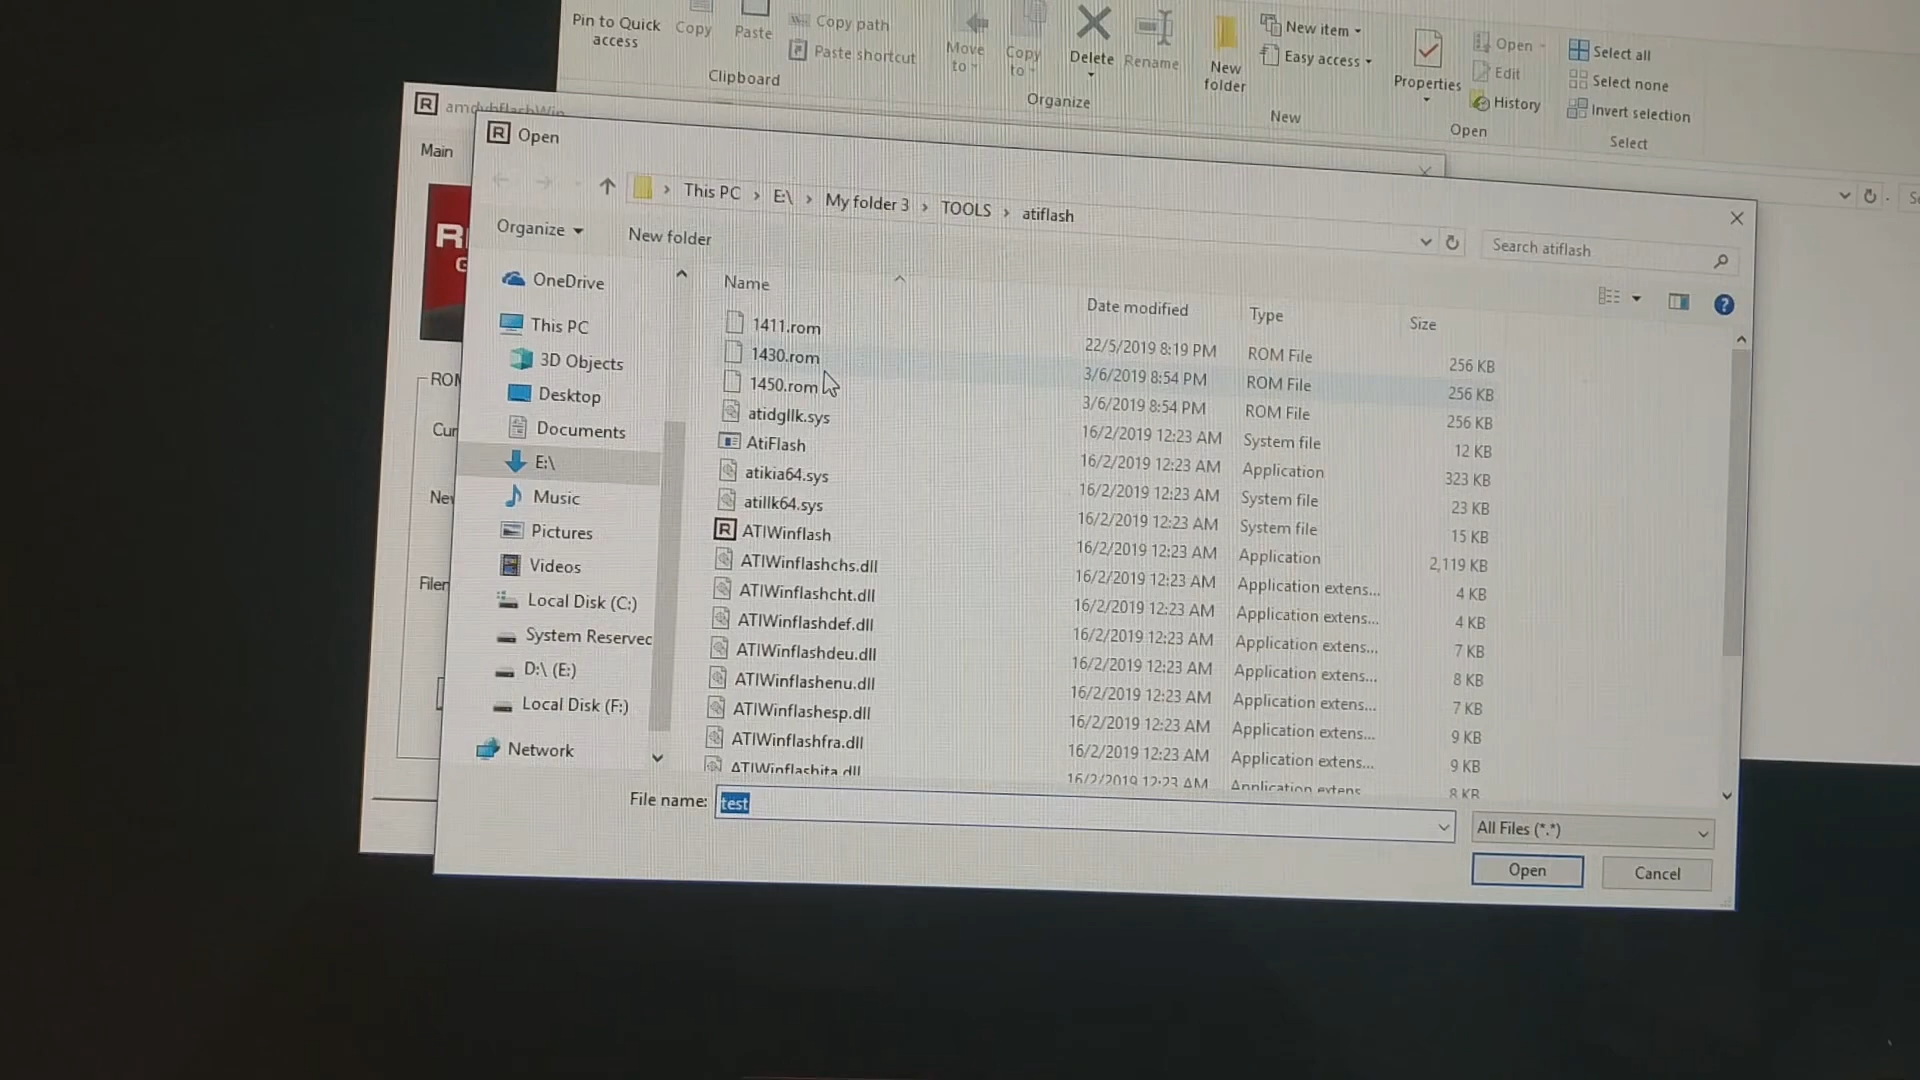 Pin to Quick access
Copy
Paste
Copy path
Paste shortcut
Clipboard
Move to
Copy to
Delete
Rename
Organize
New folder
New item
Easy access
New
Properties
Open
Edit
History
Open
Select all
Select none
Invert selection
Select
amdvbflashWin
Main
Open
This PC > E:\ > My folder 3 > TOOLS > atiflash
Search atiflash
Organize
New folder
OneDrive
This PC
3D Objects
Desktop
Documents
E:\
Music
Pictures
Videos
Local Disk (C:)
System Reserved
D:\ (E:)
Local Disk (F:)
Network
Name Date modified Type Size
1411.rom 22/5/2019 8:19 PM ROM File 256 KB
1430.rom 3/6/2019 8:54 PM ROM File 256 KB
1450.rom 3/6/2019 8:54 PM ROM File 256 KB
atidgllk.sys 16/2/2019 12:23 AM System file 12 KB
AtiFlash 16/2/2019 12:23 AM Application 323 KB
atikia64.sys 16/2/2019 12:23 AM System file 23 KB
atillk64.sys 16/2/2019 12:23 AM System file 15 KB
ATIWinflash 16/2/2019 12:23 AM Application 2,119 KB
ATIWinflashchs.dll 16/2/2019 12:23 AM Application extens... 4 KB
ATIWinflashcht.dll 16/2/2019 12:23 AM Application extens... 4 KB
ATIWinflashdef.dll 16/2/2019 12:23 AM Application extens... 7 KB
ATIWinflashdeu.dll 16/2/2019 12:23 AM Application extens... 8 KB
ATIWinflashenu.dll 16/2/2019 12:23 AM Application extens... 7 KB
ATIWinflashesp.dll 16/2/2019 12:23 AM Application extens... 9 KB
ATIWinflashfra.dll 16/2/2019 12:23 AM Application extens... 9 KB
ATIWinflashita.dll 16/2/2019 12:23 AM Application extens 8 KB
File name: test
All Files (*.*)
Open
Cancel